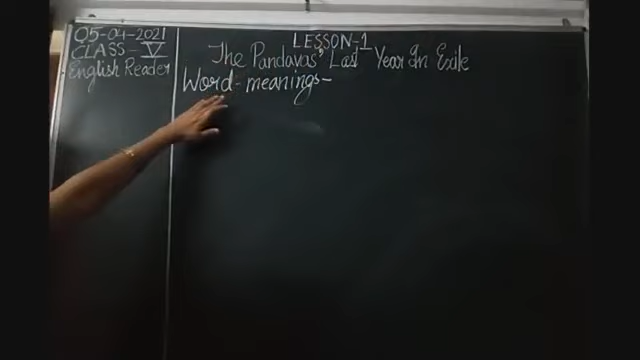 05-04-2021
CLASS - V
English Reader
LESSON-1
The Pandavas' Last Year In Exile
Word-meanings-